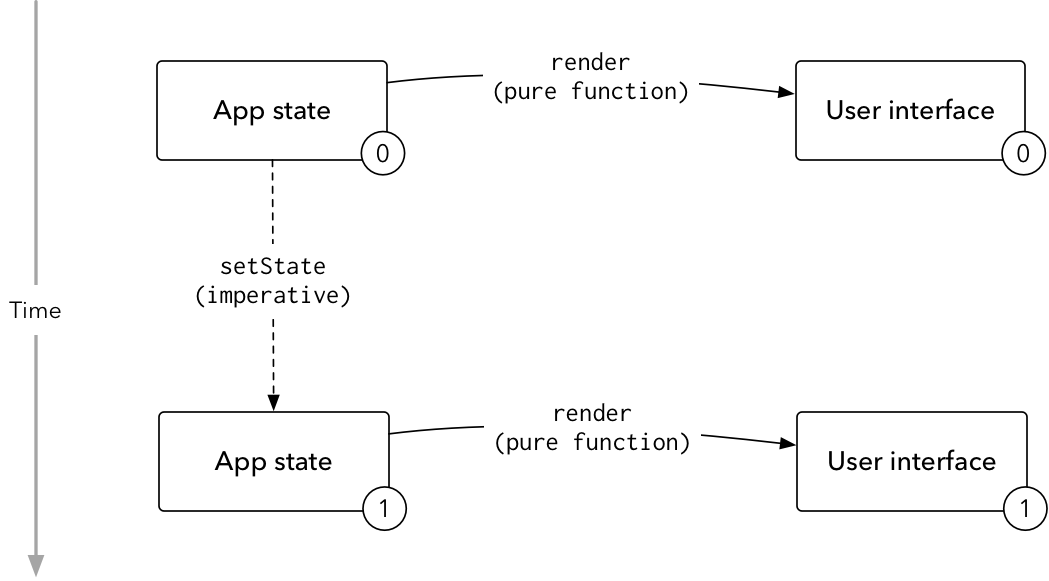 render
(pure function)
App state
User interface
0
0
setState
(imperative)
Time
render
(pure function)
App state
User interface
1
1